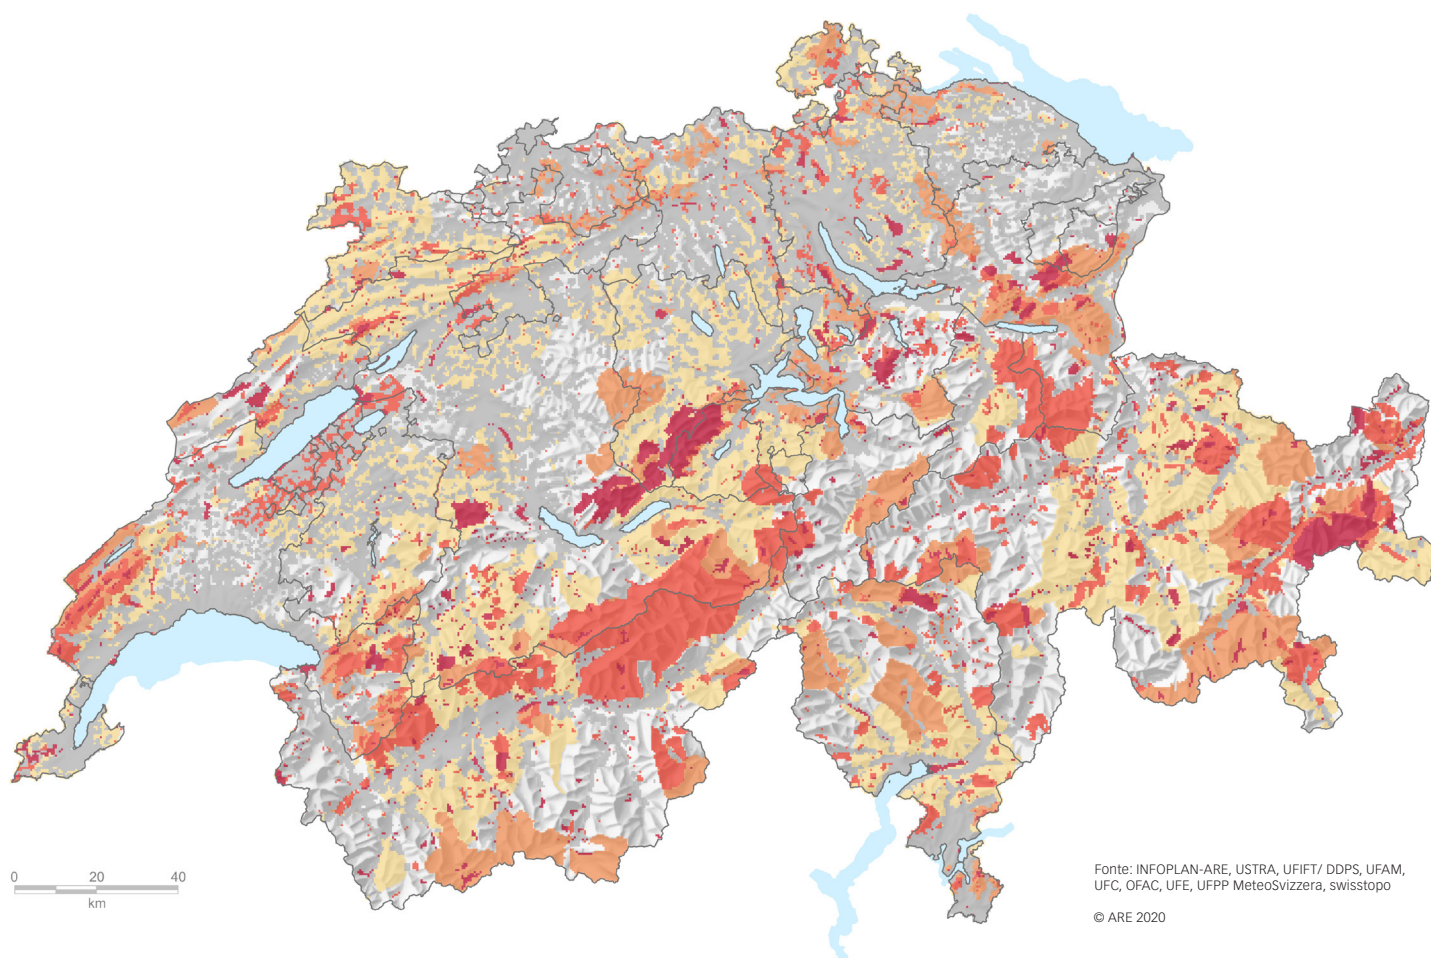 0 20 40
km
Fonte: INFOPLAN-ARE, USTRA, UFIFT/ DDPS, UFAM,
UFC, OFAC, UFE, UFPP MeteoSvizzera, swisstopo
© ARE 2020